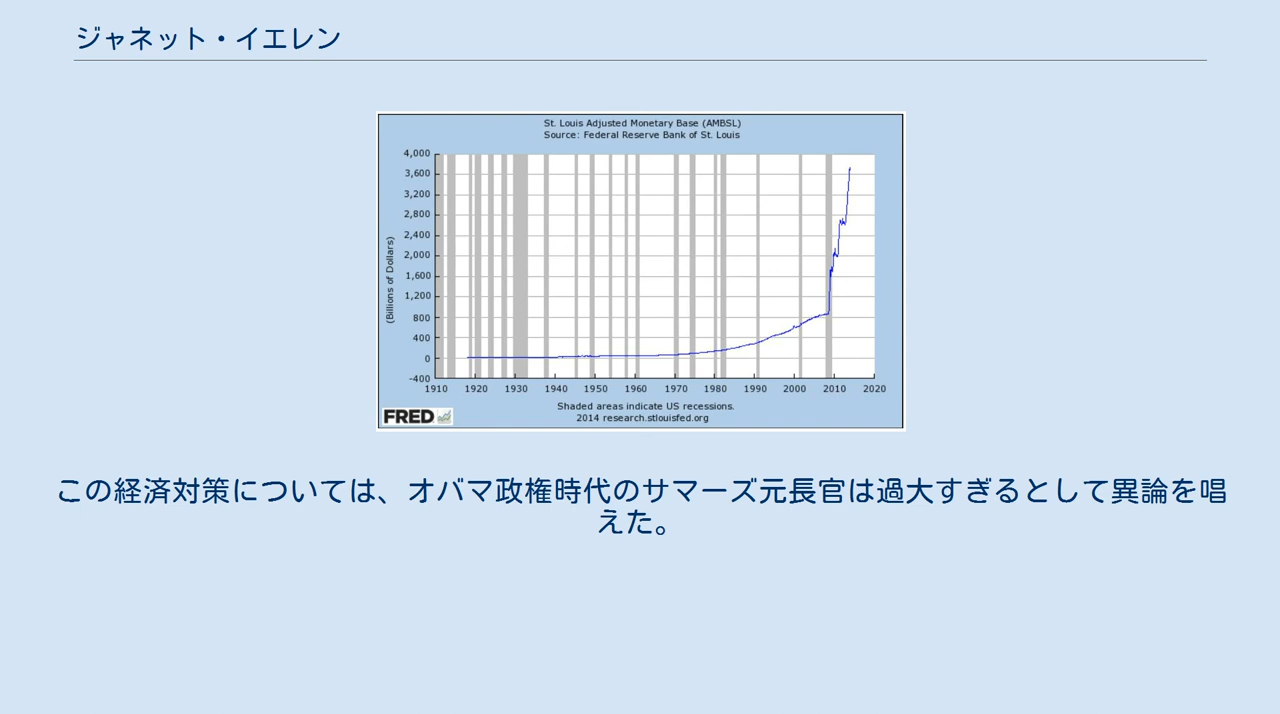 ジャネット・イエレン
St. Louis Adjusted Monetary Base (AMBSL)
Source: Federal Reserve Bank of St. Louis
(Billions of Dollars)
4,000
3,600
3,200
2,800
2,400
2,000
1,600
1,200
800
400
0
-400
1910 1920 1930 1940 1950 1960 1970 1980 1990 2000 2010 2020
Shaded areas indicate US recessions.
2014 research.stlouisfed.org
FRED
この経済対策については、オバマ政権時代のサマーズ元長官は過大すぎるとして異論を唱
えた。